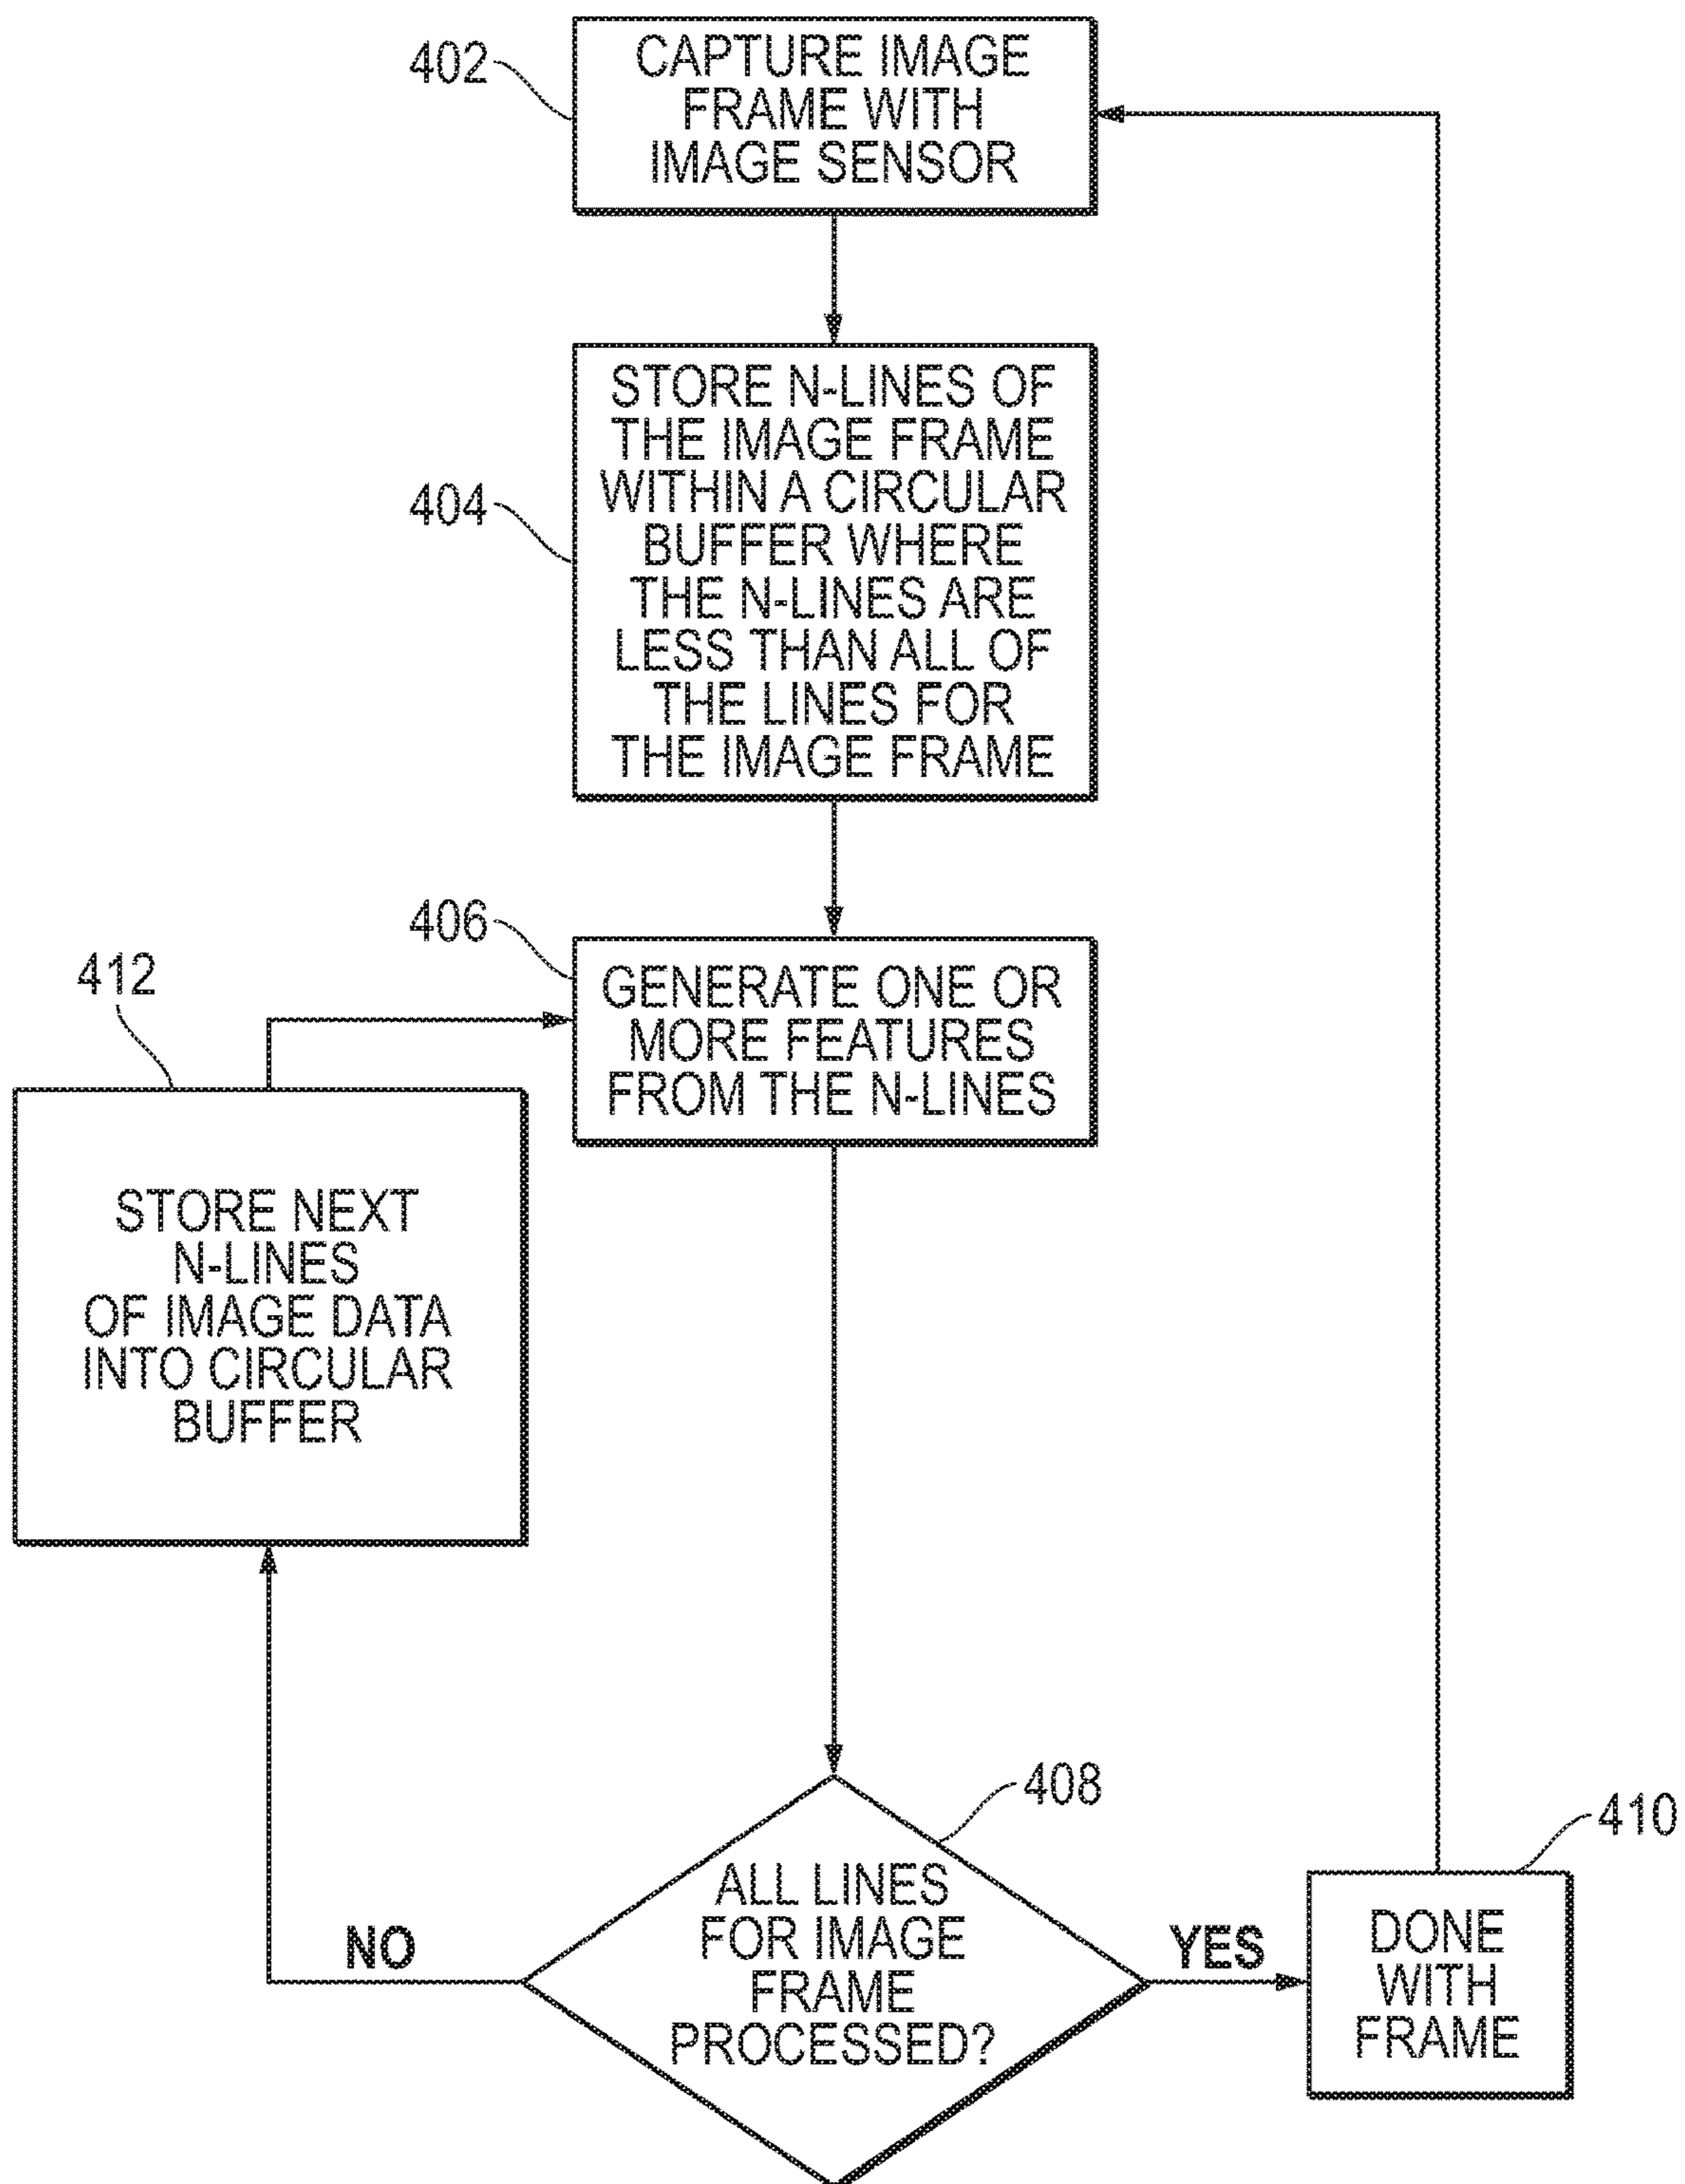 402
CAPTURE IMAGE
FRAME WITH
IMAGE SENSOR
404
STORE N-LINES OF
THE IMAGE FRAME
WITHIN A CIRCULAR
BUFFER WHERE
THE N-LINES ARE
LESS THAN ALL OF
THE LINES FOR
THE IMAGE FRAME
406
GENERATE ONE OR
MORE FEATURES
FROM THE N-LINES
412
STORE NEXT
N-LINES
OF IMAGE DATA
INTO CIRCULAR
BUFFER
408
ALL LINES
FOR IMAGE
FRAME
PROCESSED?
NO
YES
410
DONE
WITH
FRAME